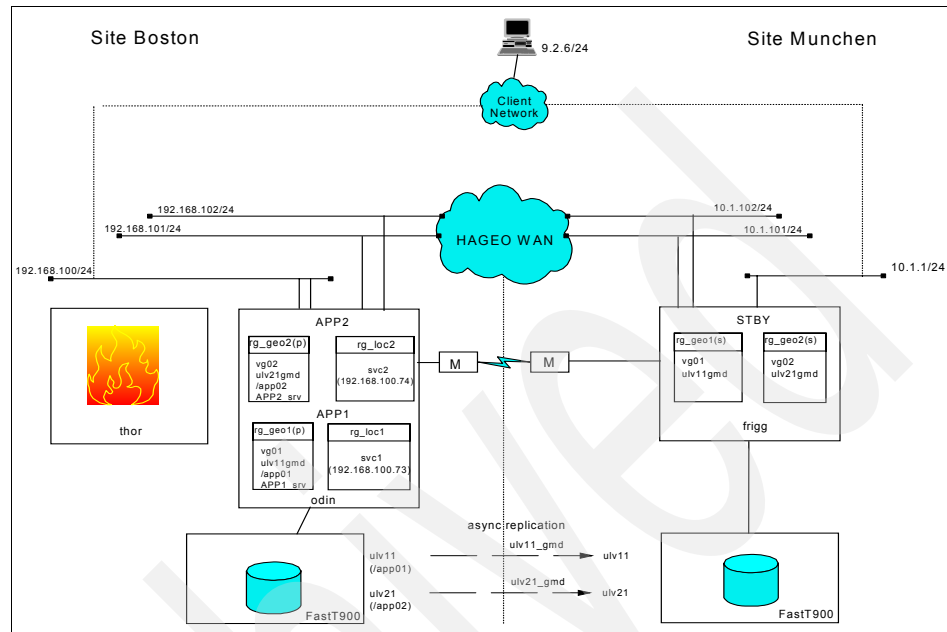 Site Boston
Site Munchen
9.2.6/24
Client
Network
192.168.102/24
10.1.102/24
192.168.101/24
10.1.101/24
HAGEO WAN
192.168.100/24
10.1.1/24
thor
APP2
rg_geo2(p)
vg02
ulv21gmd
/app02
APP2_srv
rg_loc2
svc2
(192.168.100.74)
APP1
rg_geo1(p)
vg01
ulv11gmd
/app01
APP1_srv
rg_loc1
svc1
(192.168.100.73)
odin
M
M
STBY
rg_geo1(s)
vg01
ulv11gmd
rg_geo2(s)
vg02
ulv21gmd
frigg
async replication
ulv11
(/app01)
ulv11_gmd
ulv11
ulv21
(/app02)
ulv21_gmd
ulv21
FastT900
FastT900